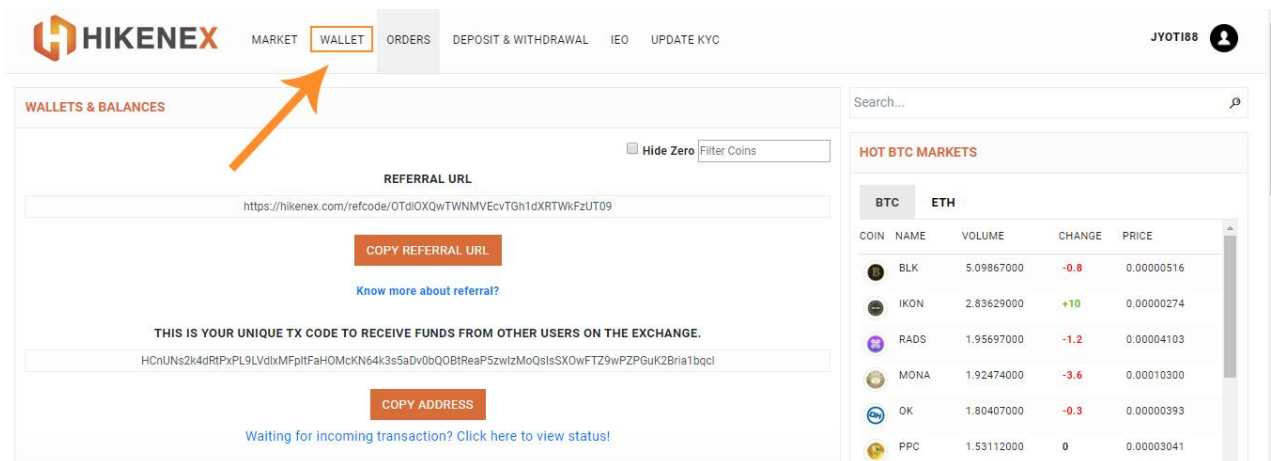 HIKENEX
MARKET WALLET ORDERS DEPOSIT & WITHDRAWAL IEO UPDATE KYC
JYOTI88
WALLETS & BALANCES
Hide Zero Filter Coins
REFERRAL URL
https://hikenex.com/refcode/OTdIOXQwTWNMVEcvTGh1dXRTWkFzUT09
COPY REFERRAL URL
Know more about referral?
THIS IS YOUR UNIQUE TX CODE TO RECEIVE FUNDS FROM OTHER USERS ON THE EXCHANGE.
HCnUNs2k4dRtPxPL9LVdlxMFpltFaHOMcKN64k3s5aDv0bQOBtReaP5zwIzMoQsIsSXOwFTZ9wPZPGuK2Bria1bqcI
COPY ADDRESS
Waiting for incoming transaction? Click here to view status!
Search...
HOT BTC MARKETS
BTC ETH
COIN NAME VOLUME CHANGE PRICE
BLK 5.09867000 -0.8 0.00000516
IKON 2.83629000 +10 0.00000274
RADS 1.95697000 -1.2 0.00004103
MONA 1.92474000 -3.6 0.00010300
OK 1.80407000 -0.3 0.00000393
PPC 1.53112000 0 0.00003041